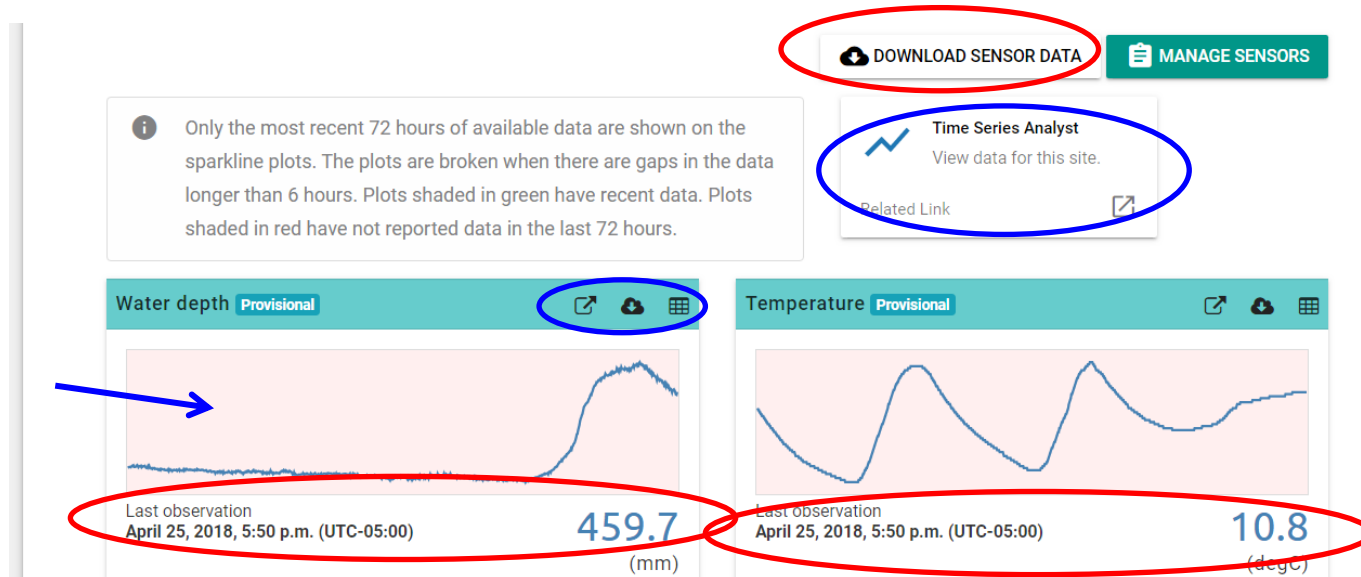 DOWNLOAD SENSOR DATA
MANAGE SENSORS
Only the most recent 72 hours of available data are shown on the
sparkline plots. The plots are broken when there are gaps in the data
longer than 6 hours. Plots shaded in green have recent data. Plots
shaded in red have not reported data in the last 72 hours.
Time Series Analyst
View data for this site.
Related Link
Water depth Provisional
Last observation
April 25, 2018, 5:50 p.m. (UTC-05:00)
459.7
(mm)
Temperature Provisional
Last observation
April 25, 2018, 5:50 p.m. (UTC-05:00)
10.8
(degC)